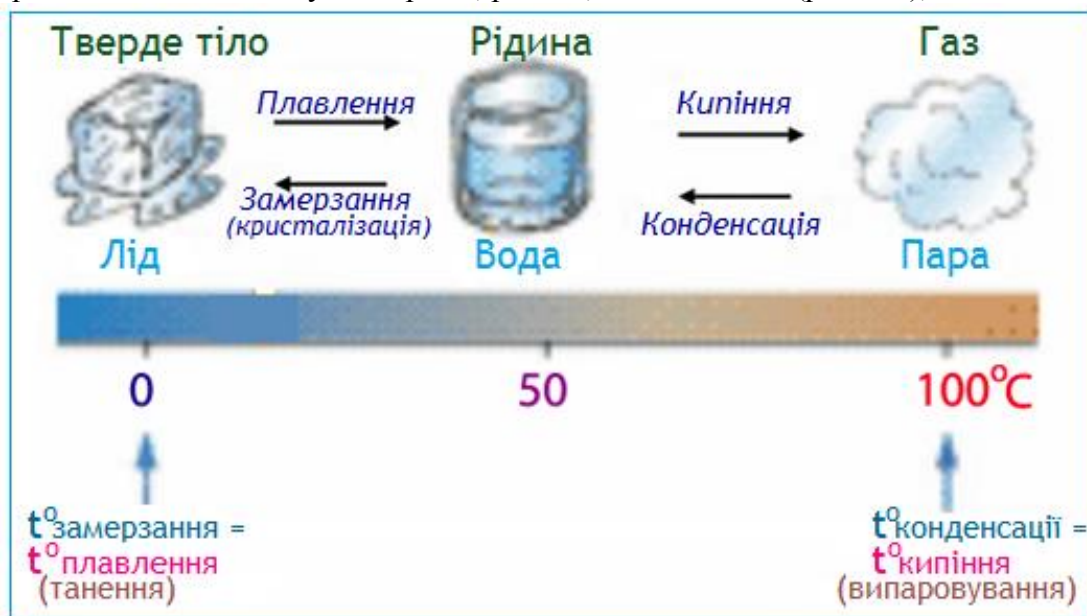 Тверде тіло
Рідина
Газ
Плавлення
Кипіння
Замерзання
(кристалізація)
Конденсація
Лід
Вода
Пара
0
50
100°C
t°замерзання =
t°плавлення
(танення)
t°конденсації =
t°кипіння
(випаровування)